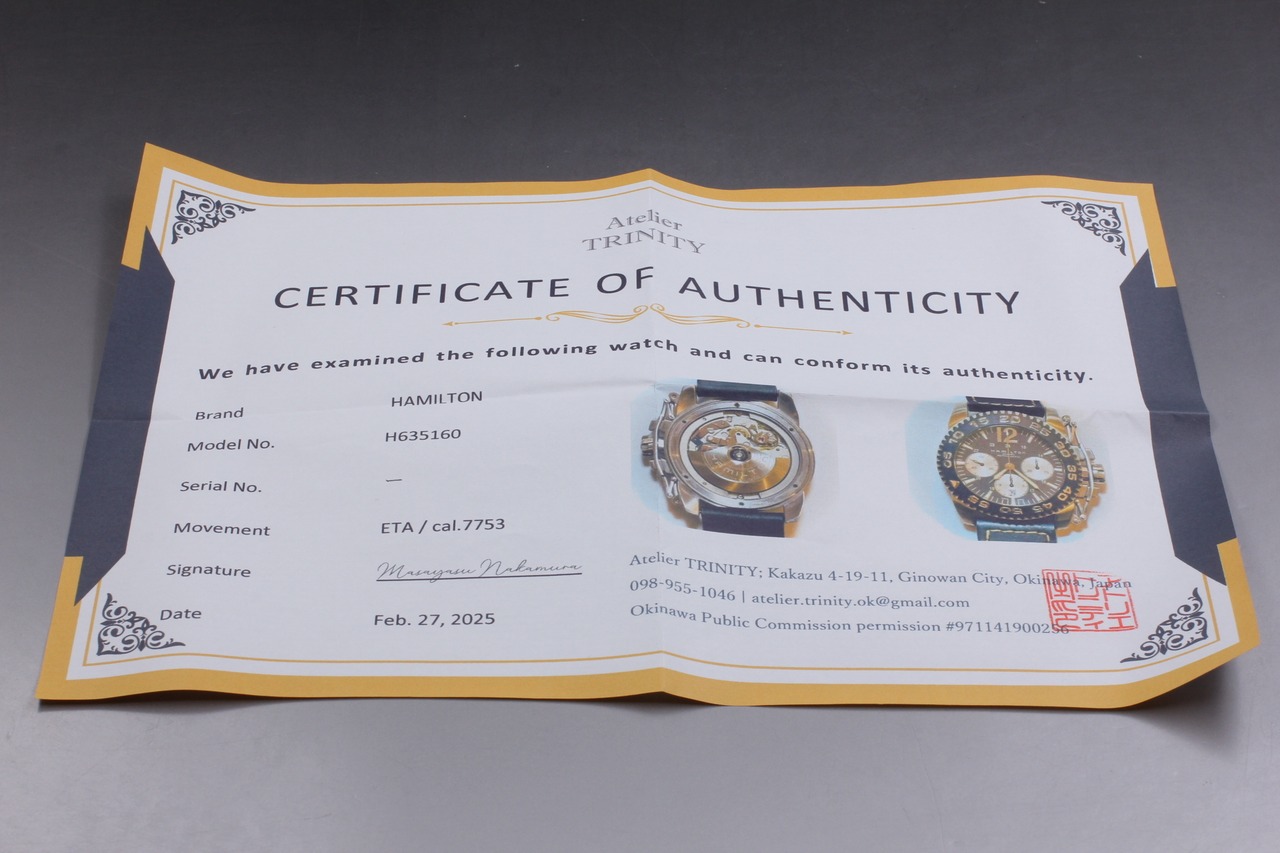 Atelier
TRINITY
CERTIFICATE OF AUTHENTICITY
We have examined the following watch and can conform its authenticity.
Brand HAMILTON
Model No. H635160
Serial No. —
Movement ETA / cal.7753
Signature Masayasu Nakamura
Date Feb. 27, 2025
Atelier TRINITY; Kakazu 4-19-11, Ginowan City, Okinawa, Japan
098-955-1046 | atelier.trinity.ok@gmail.com
Okinawa Public Commission permission #971141900256